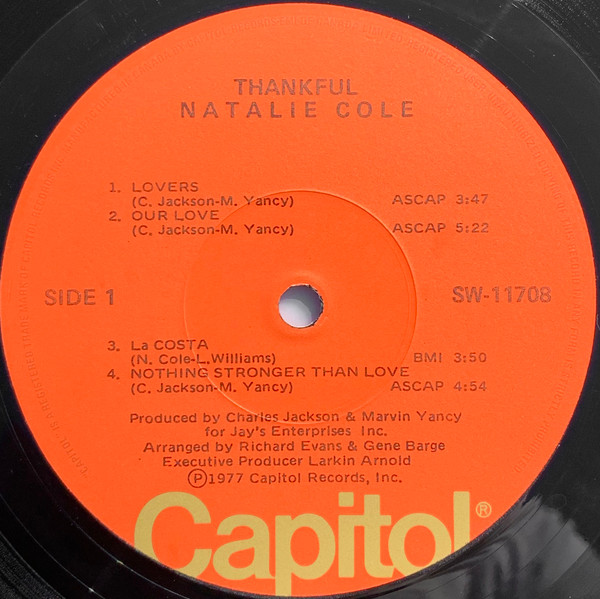 THANKFUL
NATALIE COLE
1. LOVERS
(C. Jackson-M. Yancy) ASCAP 3:47
2. OUR LOVE
(C. Jackson-M. Yancy) ASCAP 5:22
SIDE 1 SW-11708
3. La COSTA
(N. Cole-L.Williams) BMI 3:50
4. NOTHING STRONGER THAN LOVE
(C. Jackson-M. Yancy) ASCAP 4:54
Produced by Charles Jackson & Marvin Yancy
for Jay's Enterprises Inc.
Arranged by Richard Evans & Gene Barge
Executive Producer Larkin Arnold
Ⓟ1977 Capitol Records, Inc.
Capitol®